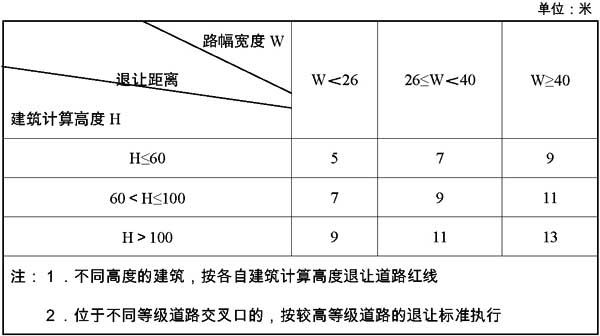 单位：米
路幅宽度 W
退让距离
建筑计算高度 H
W＜26 26≤W＜40 W≥40
H≤60 5 7 9
60＜H≤100 7 9 11
H＞100 9 11 13
注：１．不同高度的建筑，按各自建筑计算高度退让道路红线
２．位于不同等级道路交叉口的，按较高等级道路的退让标准执行